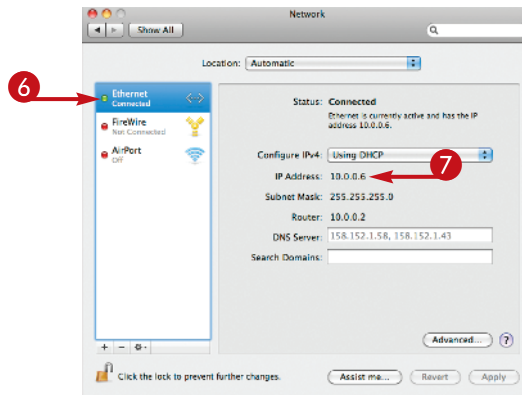 Network
Show All
Location: Automatic
6
Ethernet
Connected
FireWire
Not Connected
AirPort
Off
Status: Connected
Ethernet is currently active and has the IP
address 10.0.0.6.
Configure IPv4: Using DHCP
7
IP Address: 10.0.0.6
Subnet Mask: 255.255.255.0
Router: 10.0.0.2
DNS Server: 158.152.1.58, 158.152.1.43
Search Domains:
Advanced... ?
Click the lock to prevent further changes.
Assist me... Revert Apply